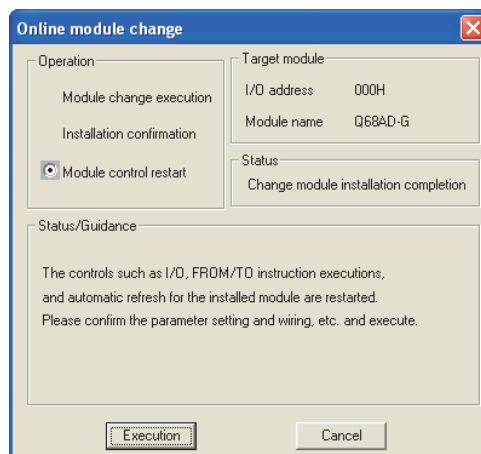 Online module change
Operation
Module change execution
Installation confirmation
Module control restart
Target module
I/O address 000H
Module name Q68AD-G
Status
Change module installation completion
Status/Guidance
The controls such as I/O, FROM/TO instruction executions,
and automatic refresh for the installed module are restarted.
Please confirm the parameter setting and wiring, etc. and execute.
Execution
Cancel